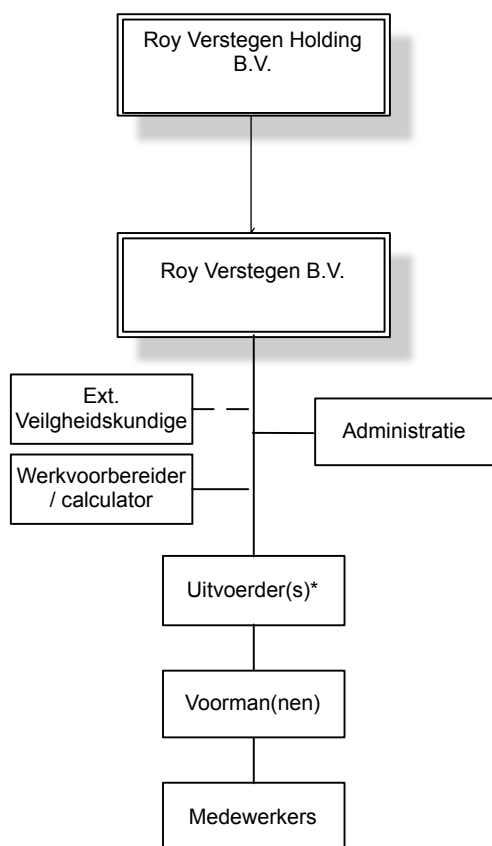 Roy Verstegen Holding
B.V.
Roy Verstegen B.V.
Ext.
Veilgheidskundige
Administratie
Werkvoorbereider
/ calculator
Uitvoerder(s)*
Voorman(nen)
Medewerkers